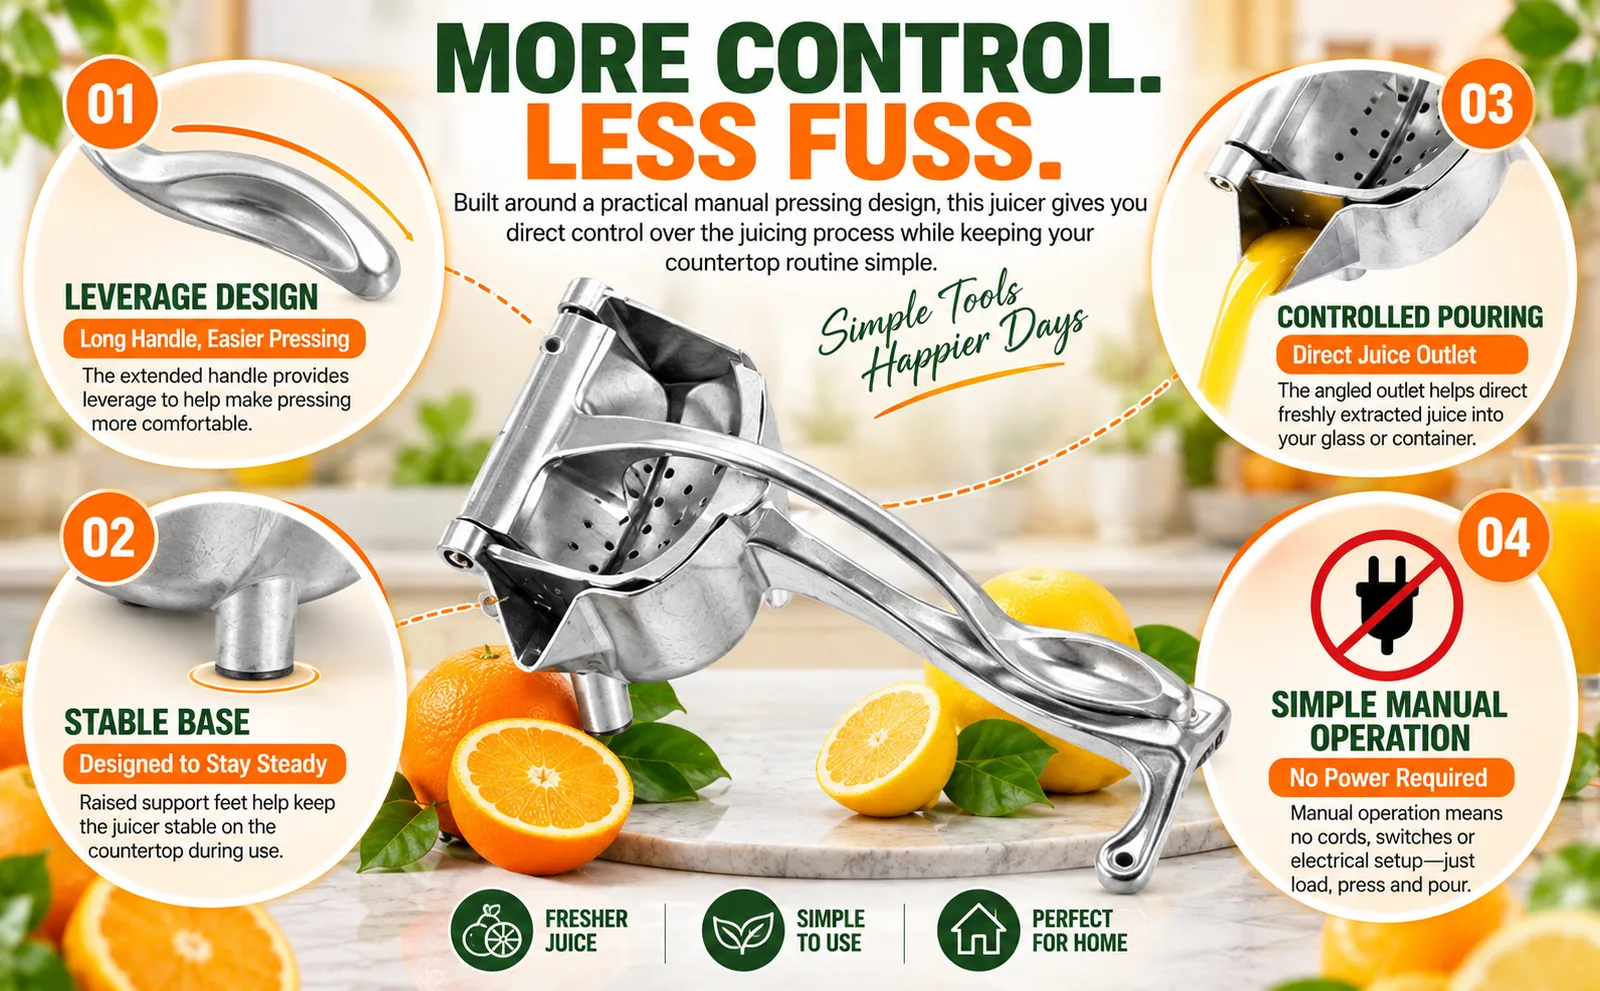 MORE CONTROL.
LESS FUSS.
Built around a practical manual pressing design, this juicer gives you
direct control over the juicing process while keeping your
countertop routine simple.
Simple Tools
Happier Days
01
LEVERAGE DESIGN
Long Handle, Easier Pressing
The extended handle provides
leverage to help make pressing
more comfortable.
02
STABLE BASE
Designed to Stay Steady
Raised support feet help keep
the juicer stable on the
countertop during use.
03
CONTROLLED POURING
Direct Juice Outlet
The angled outlet helps direct
freshly extracted juice into
your glass or container.
04
SIMPLE MANUAL
OPERATION
No Power Required
Manual operation means
no cords, switches or
electrical setup—just
load, press and pour.
FRESHER
JUICE
SIMPLE
TO USE
PERFECT
FOR HOME